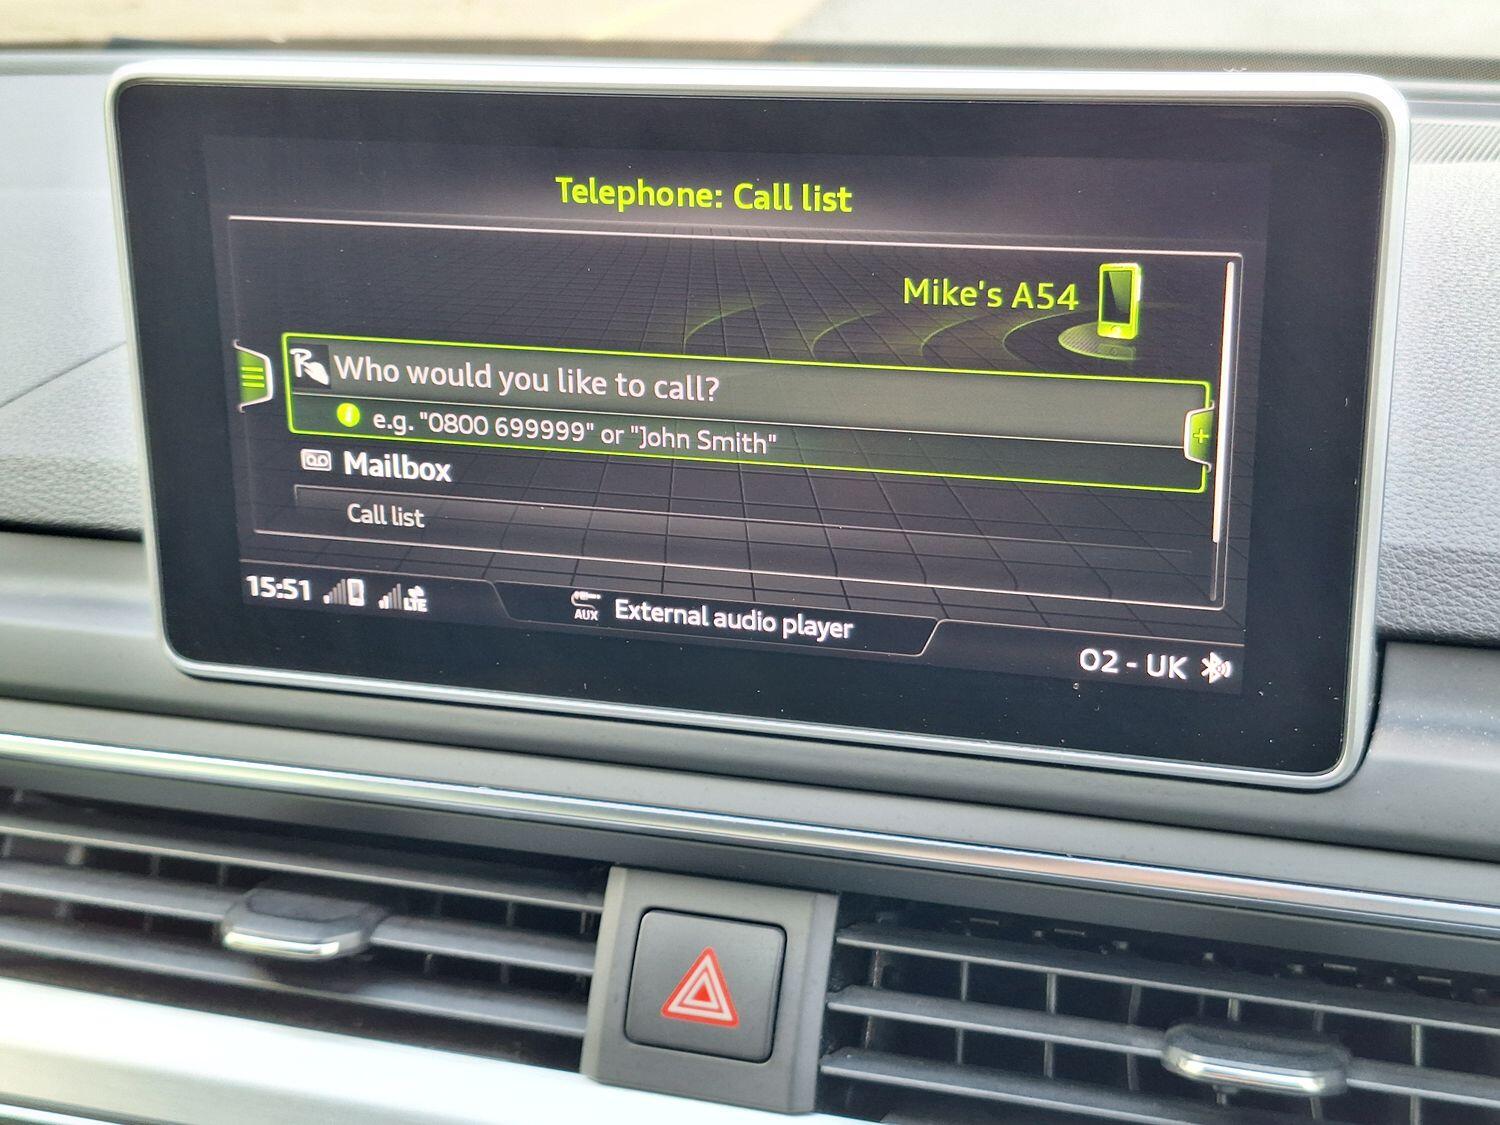 Telephone: Call list
Mike's A54
Who would you like to call?
e.g. "0800 699999" or "John Smith"
Mailbox
Call list
15:51 LTE
AUX External audio player
O2 - UK